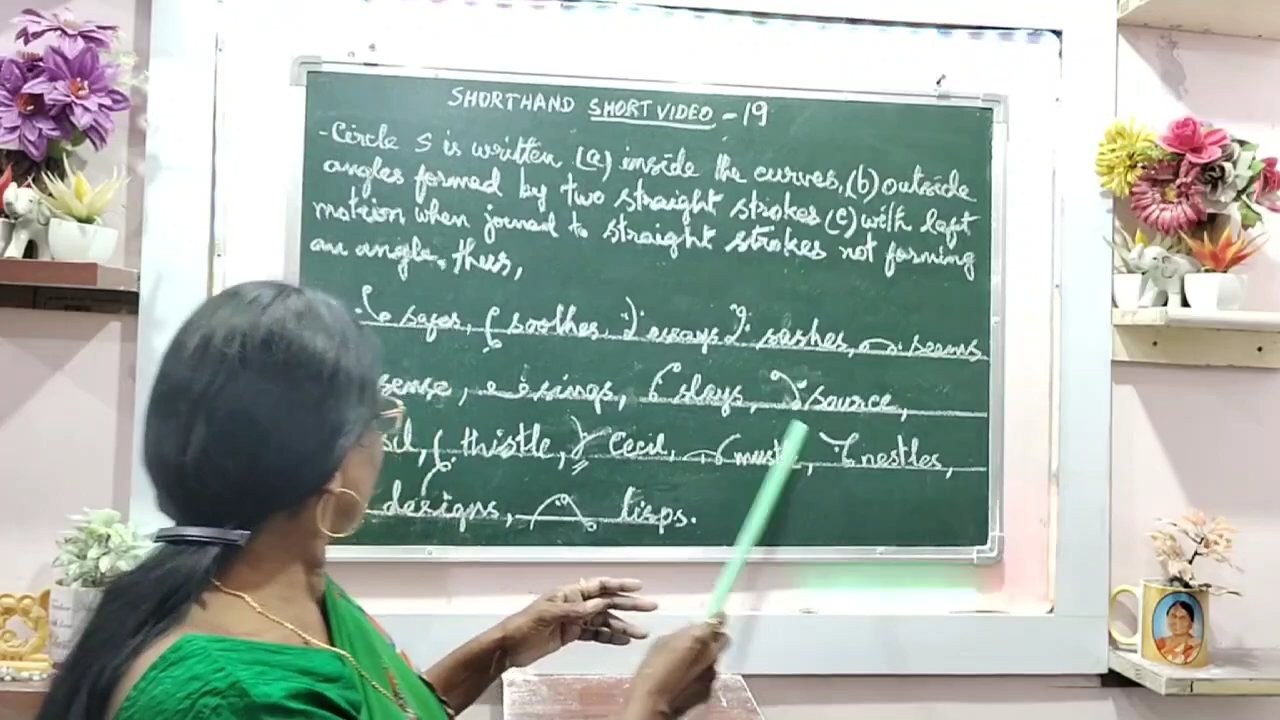 SHORTHAND SHORT VIDEO - 19
- Circle S is written (a) inside the curves, (b) outside
angles formed by two straight strokes (c) with left
motion when joined to straight strokes not forming
an angle. thus,
safes, soothes, essays sashes, seems
sense, sings, slays, source,
thistle, Cecil, nestles,
designs, lisps.